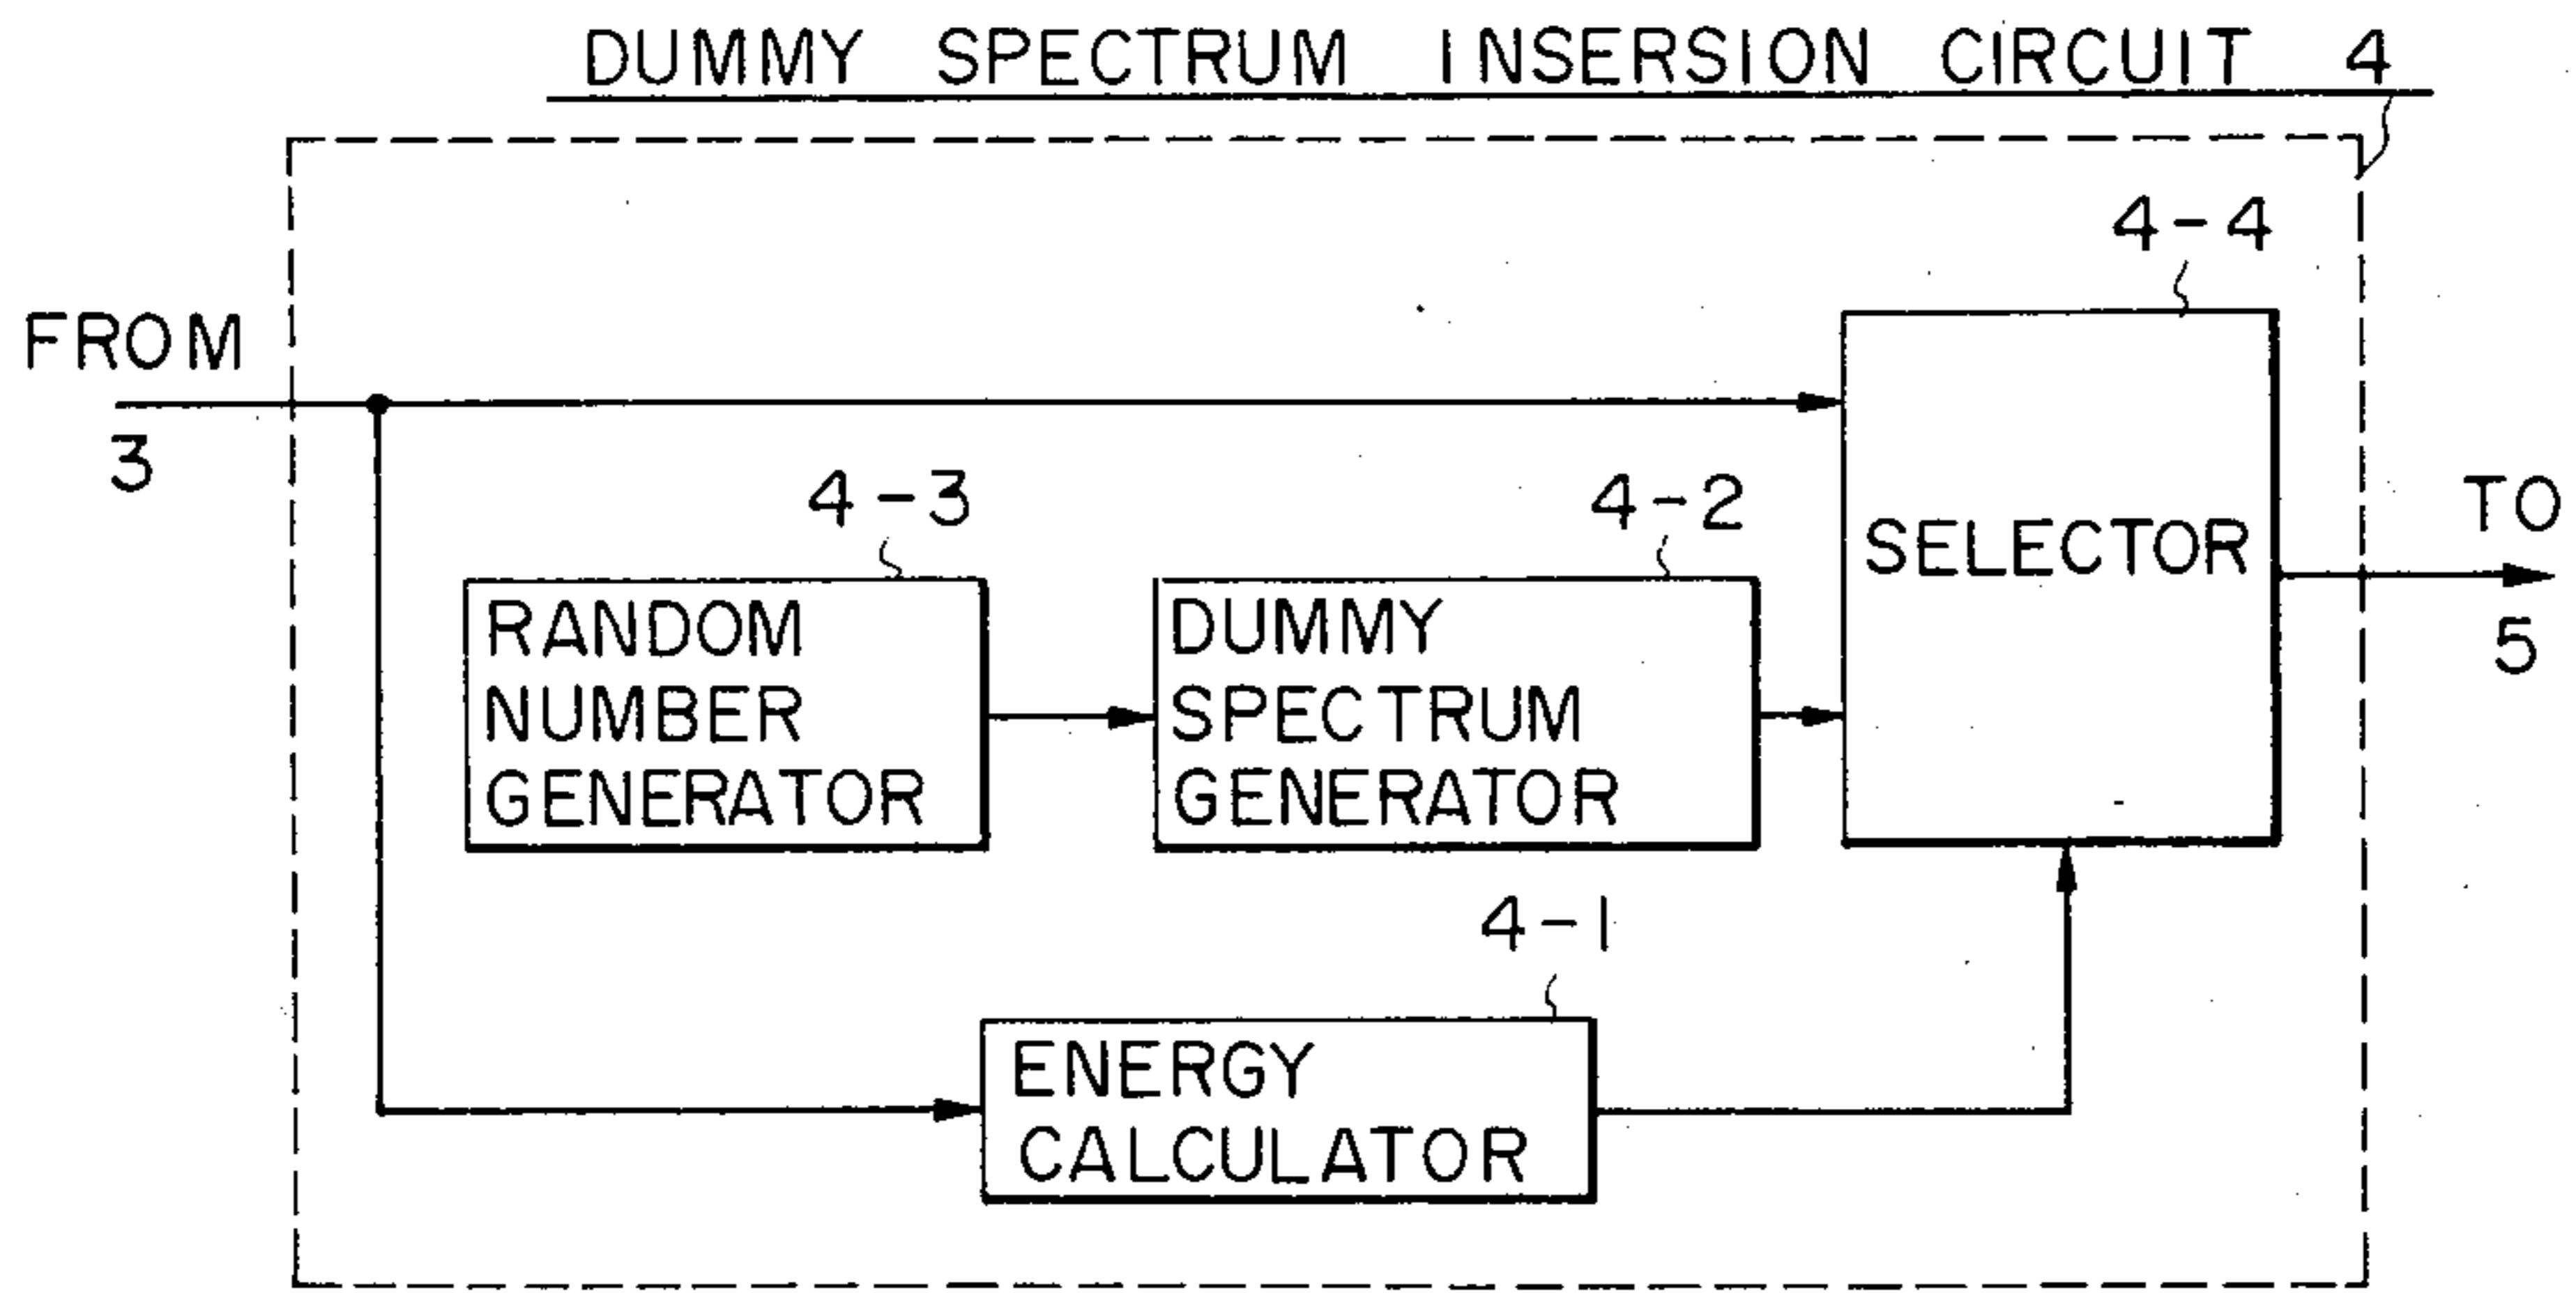 DUMMY SPECTRUM INSERSION CIRCUIT 4
4-4
FROM
3
4-3
4-2
SELECTOR
TO
5
RANDOM
NUMBER
GENERATOR
DUMMY
SPECTRUM
GENERATOR
4-1
ENERGY
CALCULATOR